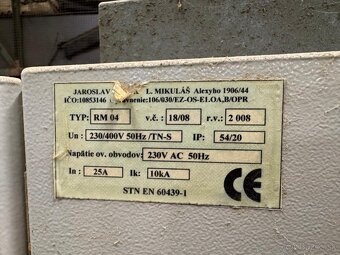 JAROSLAV L. MIKULÁŠ Alexyho 1906/44
IČO:10853146 106/030/EZ-OS-E1.OA,B/OPR
TYP: RM 04 v.č. : 18/08 r.v.: 2 008
Un : 230/400V 50Hz /TN-S IP: 54/20
Napätie ov. obvodov: 230V AC 50Hz
In : 25A Ik: 10kA
STN EN 60439-1
CE